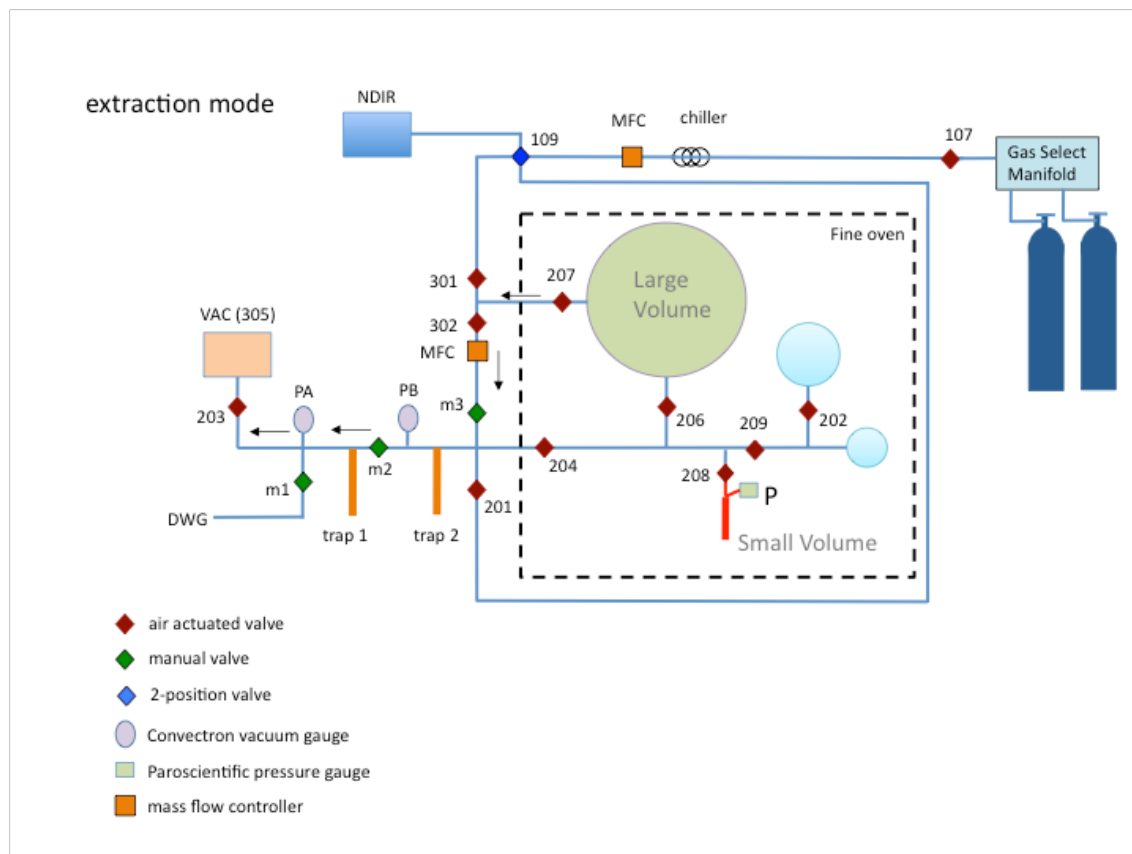 extraction mode
NDIR
109
MFC
chiller
107
Gas Select
Manifold
Fine oven
301
207
Large
Volume
VAC (305)
302
MFC
PA
PB
m3
203
206
209
202
m2
204
208
P
m1
201
DWG
trap 1
trap 2
Small Volume
air actuated valve
manual valve
2-position valve
Convectron vacuum gauge
Paroscientific pressure gauge
mass flow controller